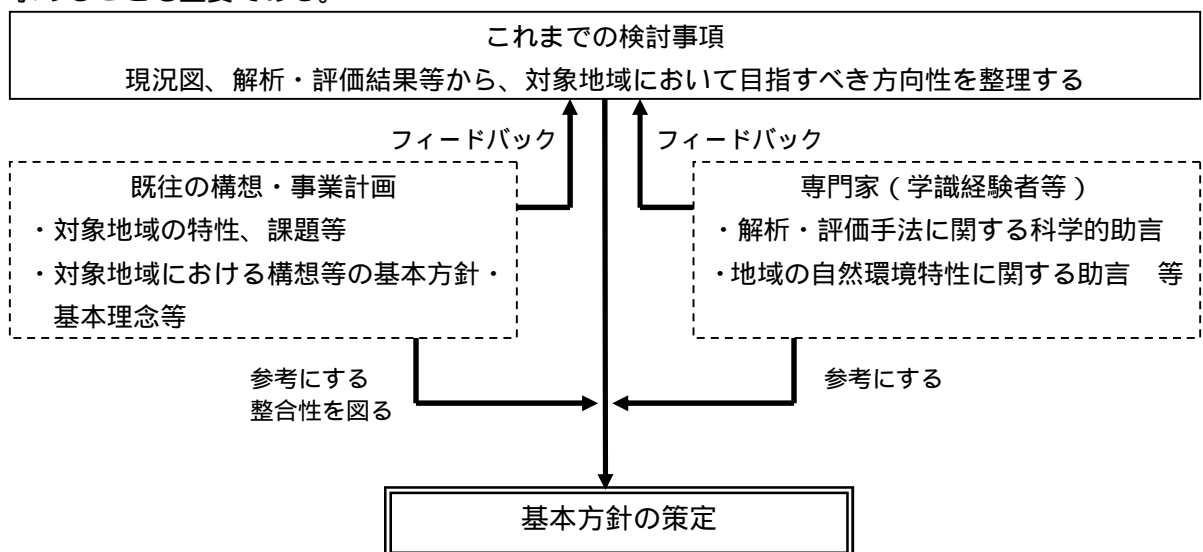 これまでの検討事項
現況図、解析・評価結果等から、対象地域において目指すべき方向性を整理する
フィードバック
フィードバック
既往の構想・事業計画
・対象地域の特性、課題等
・対象地域における構想等の基本方針・
基本理念等
専門家(学識経験者等)
・解析・評価手法に関する科学的助言
・地域の自然環境特性に関する助言　等
参考にする
整合性を図る
参考にする
基本方針の策定